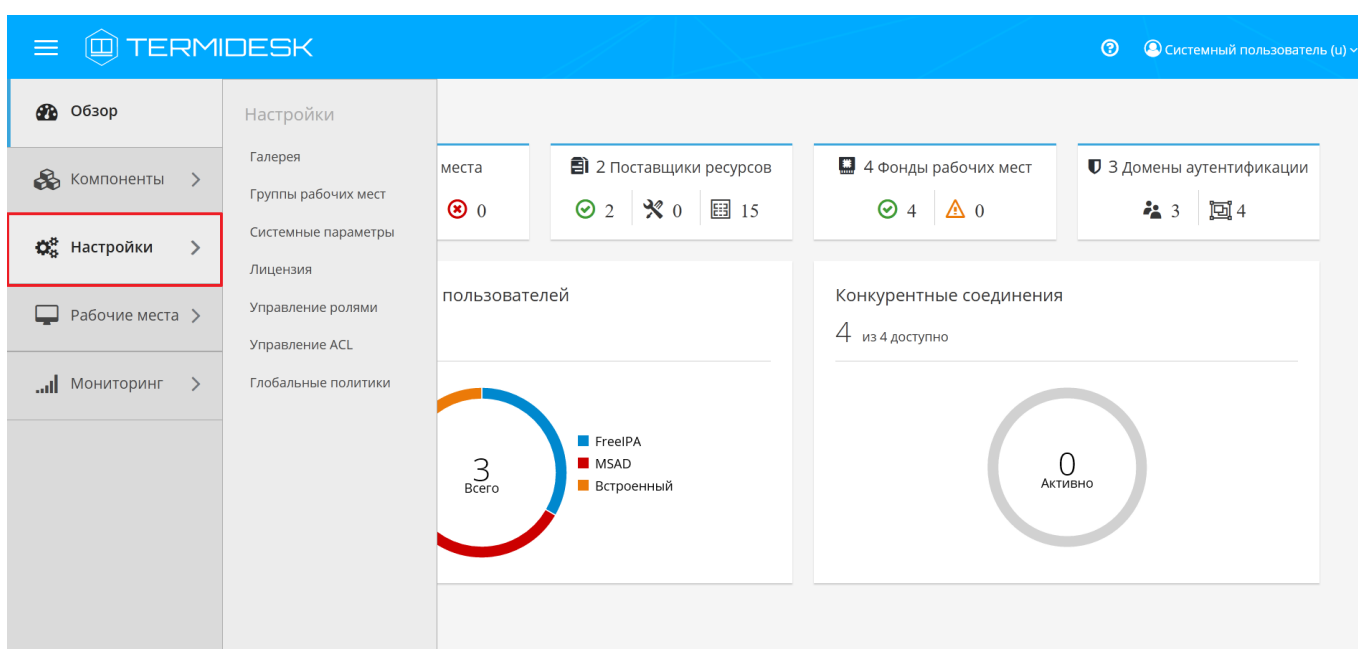 TERMIDESK
Системный пользователь (u)
Обзор
Компоненты
Настройки
Рабочие места
Мониторинг
Настройки
Галерея
Группы рабочих мест
Системные параметры
Лицензия
Управление ролями
Управление ACL
Глобальные политики
места
0
2 Поставщики ресурсов
2 0 15
4 Фонды рабочих мест
4 0
3 Домены аутентификации
3 4
пользователей
3
Всего
FreeIPA
MSAD
Встроенный
Конкурентные соединения
4 из 4 доступно
0
Активно